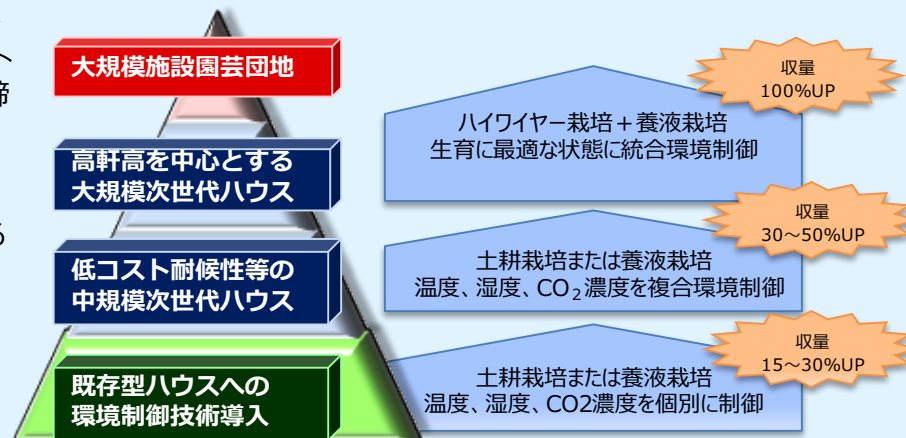 大規模施設園芸団地
高軒高を中心とする
大規模次世代ハウス
低コスト耐候性等の
中規模次世代ハウス
既存型ハウスへの
環境制御技術導入
収量
100%UP
ハイワイヤー栽培+養液栽培
生育に最適な状態に統合環境制御
収量
30~50%UP
土耕栽培または養液栽培
温度、湿度、CO₂濃度を複合環境制御
収量
15~30%UP
土耕栽培または養液栽培
温度、湿度、CO2濃度を個別に制御